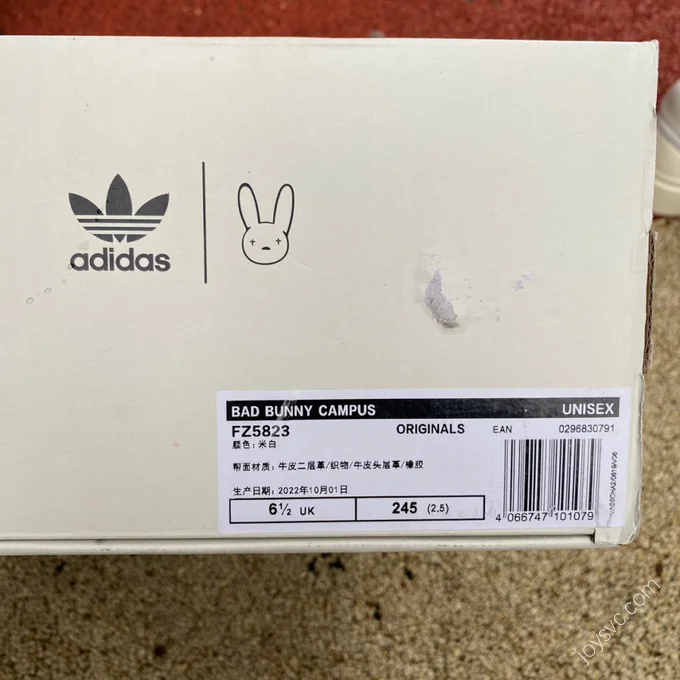 adidas
BAD BUNNY CAMPUS UNISEX
FZ5823 ORIGINALS EAN 0296830791
颜色：米白
帮面材质：牛皮二层革/织物/牛皮头层革/橡胶
生产日期：2022年10月01日
6½ UK 245 (2.5)
4 066747 101079
joysvc.com